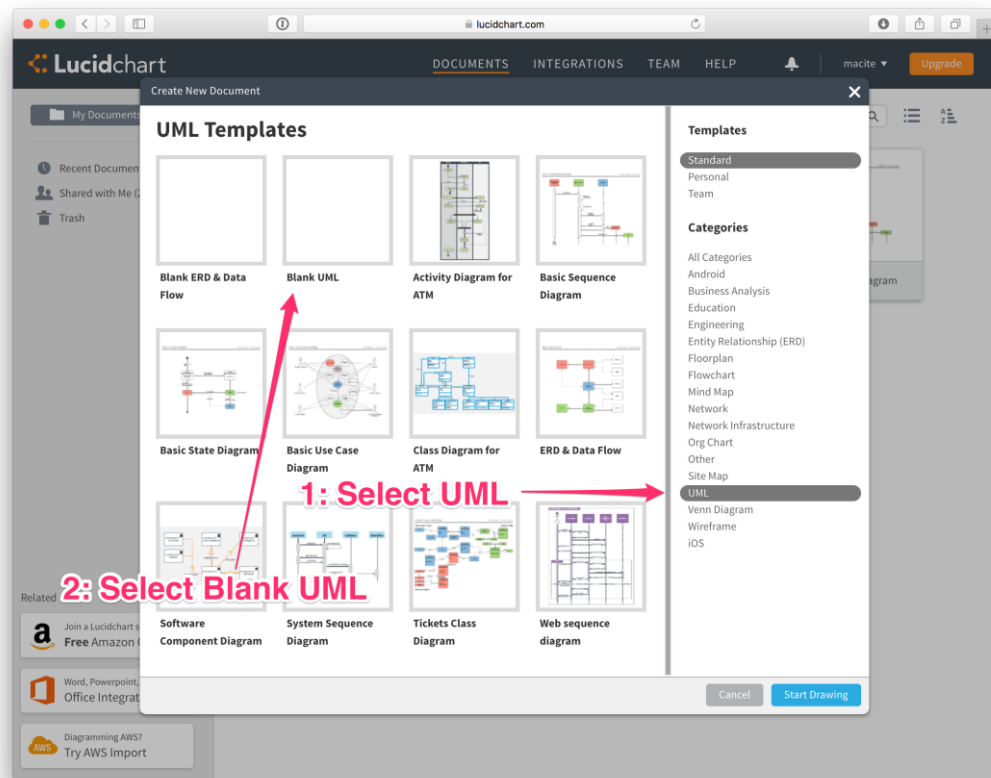 lucidchart.com
Lucidchart
DOCUMENTS INTEGRATIONS TEAM HELP macite Upgrade
Create New Document
My Documents
UML Templates
Recent Documen
Shared with Me (2
Trash
Blank ERD & Data
Flow
Blank UML
Activity Diagram for
ATM
Basic Sequence
Diagram
Basic State Diagram
Basic Use Case
Diagram
Class Diagram for
ATM
ERD & Data Flow
1: Select UML
2: Select Blank UML
Software
Component Diagram
System Sequence
Diagram
Tickets Class
Diagram
Web sequence
diagram
Templates
Standard
Personal
Team
Categories
All Categories
Android
Business Analysis
Education
Engineering
Entity Relationship (ERD)
Floorplan
Flowchart
Mind Map
Network
Network Infrastructure
Org Chart
Other
Site Map
UML
Venn Diagram
Wireframe
iOS
agram
Related
Join a Lucidchart s
Free Amazon
Word, Powerpoint,
Office Integrat
AWS
Diagramming AWS?
Try AWS Import
Cancel
Start Drawing